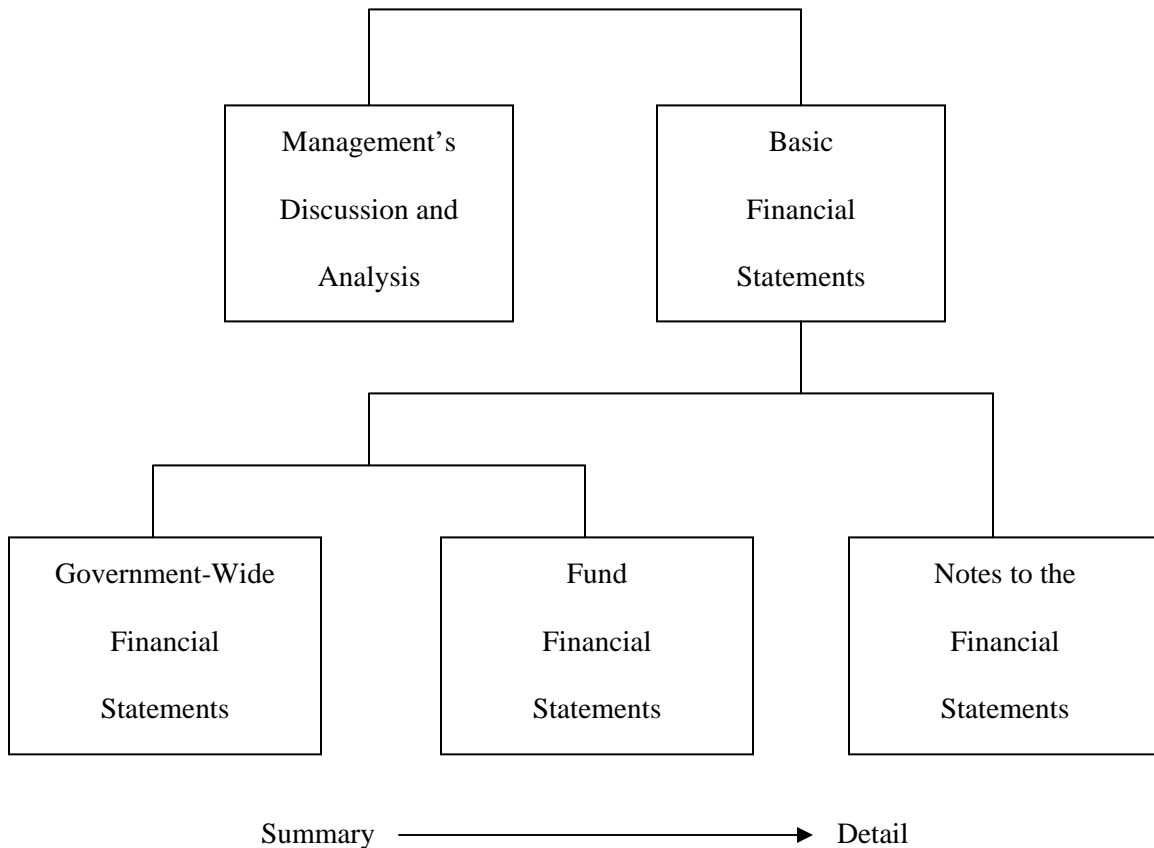 Management’s
Discussion and
Analysis
Basic
Financial
Statements
Government-Wide
Financial
Statements
Fund
Financial
Statements
Notes to the
Financial
Statements
Summary
Detail